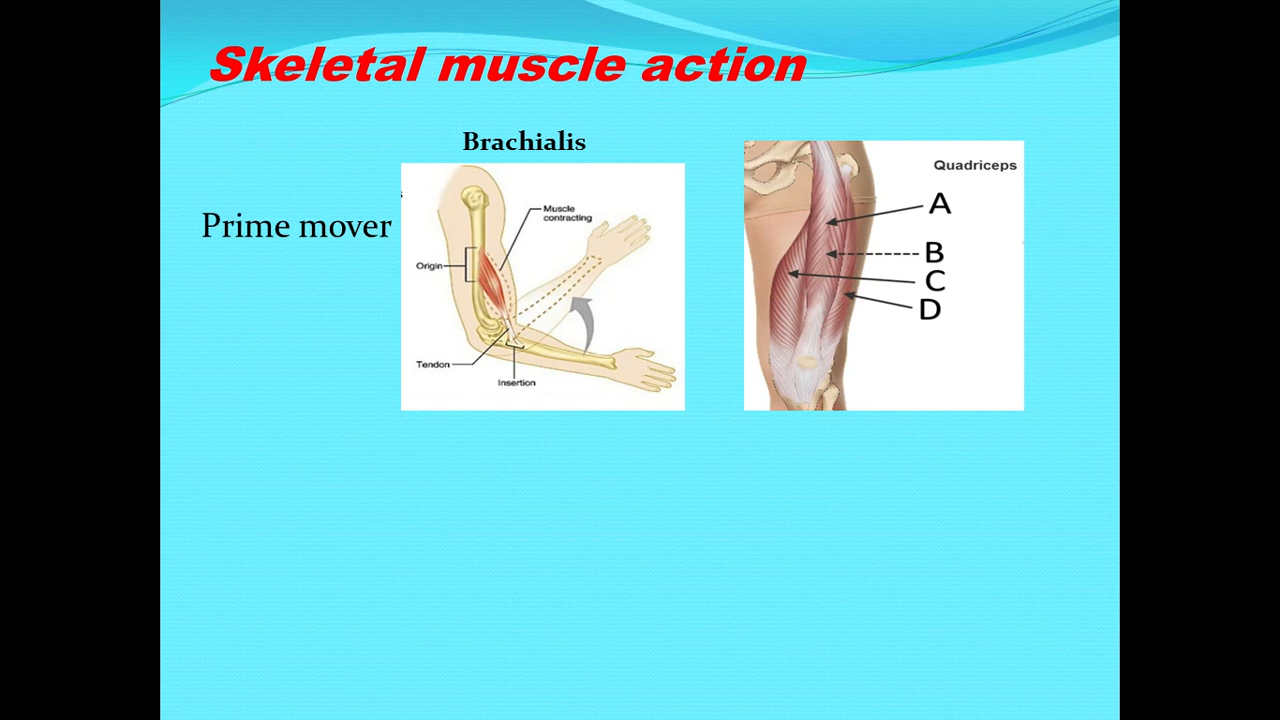 Skeletal muscle action
Brachialis
Prime mover
Muscle
contracting
Origin
Tendon
Insertion
Quadriceps
A
B
C
D